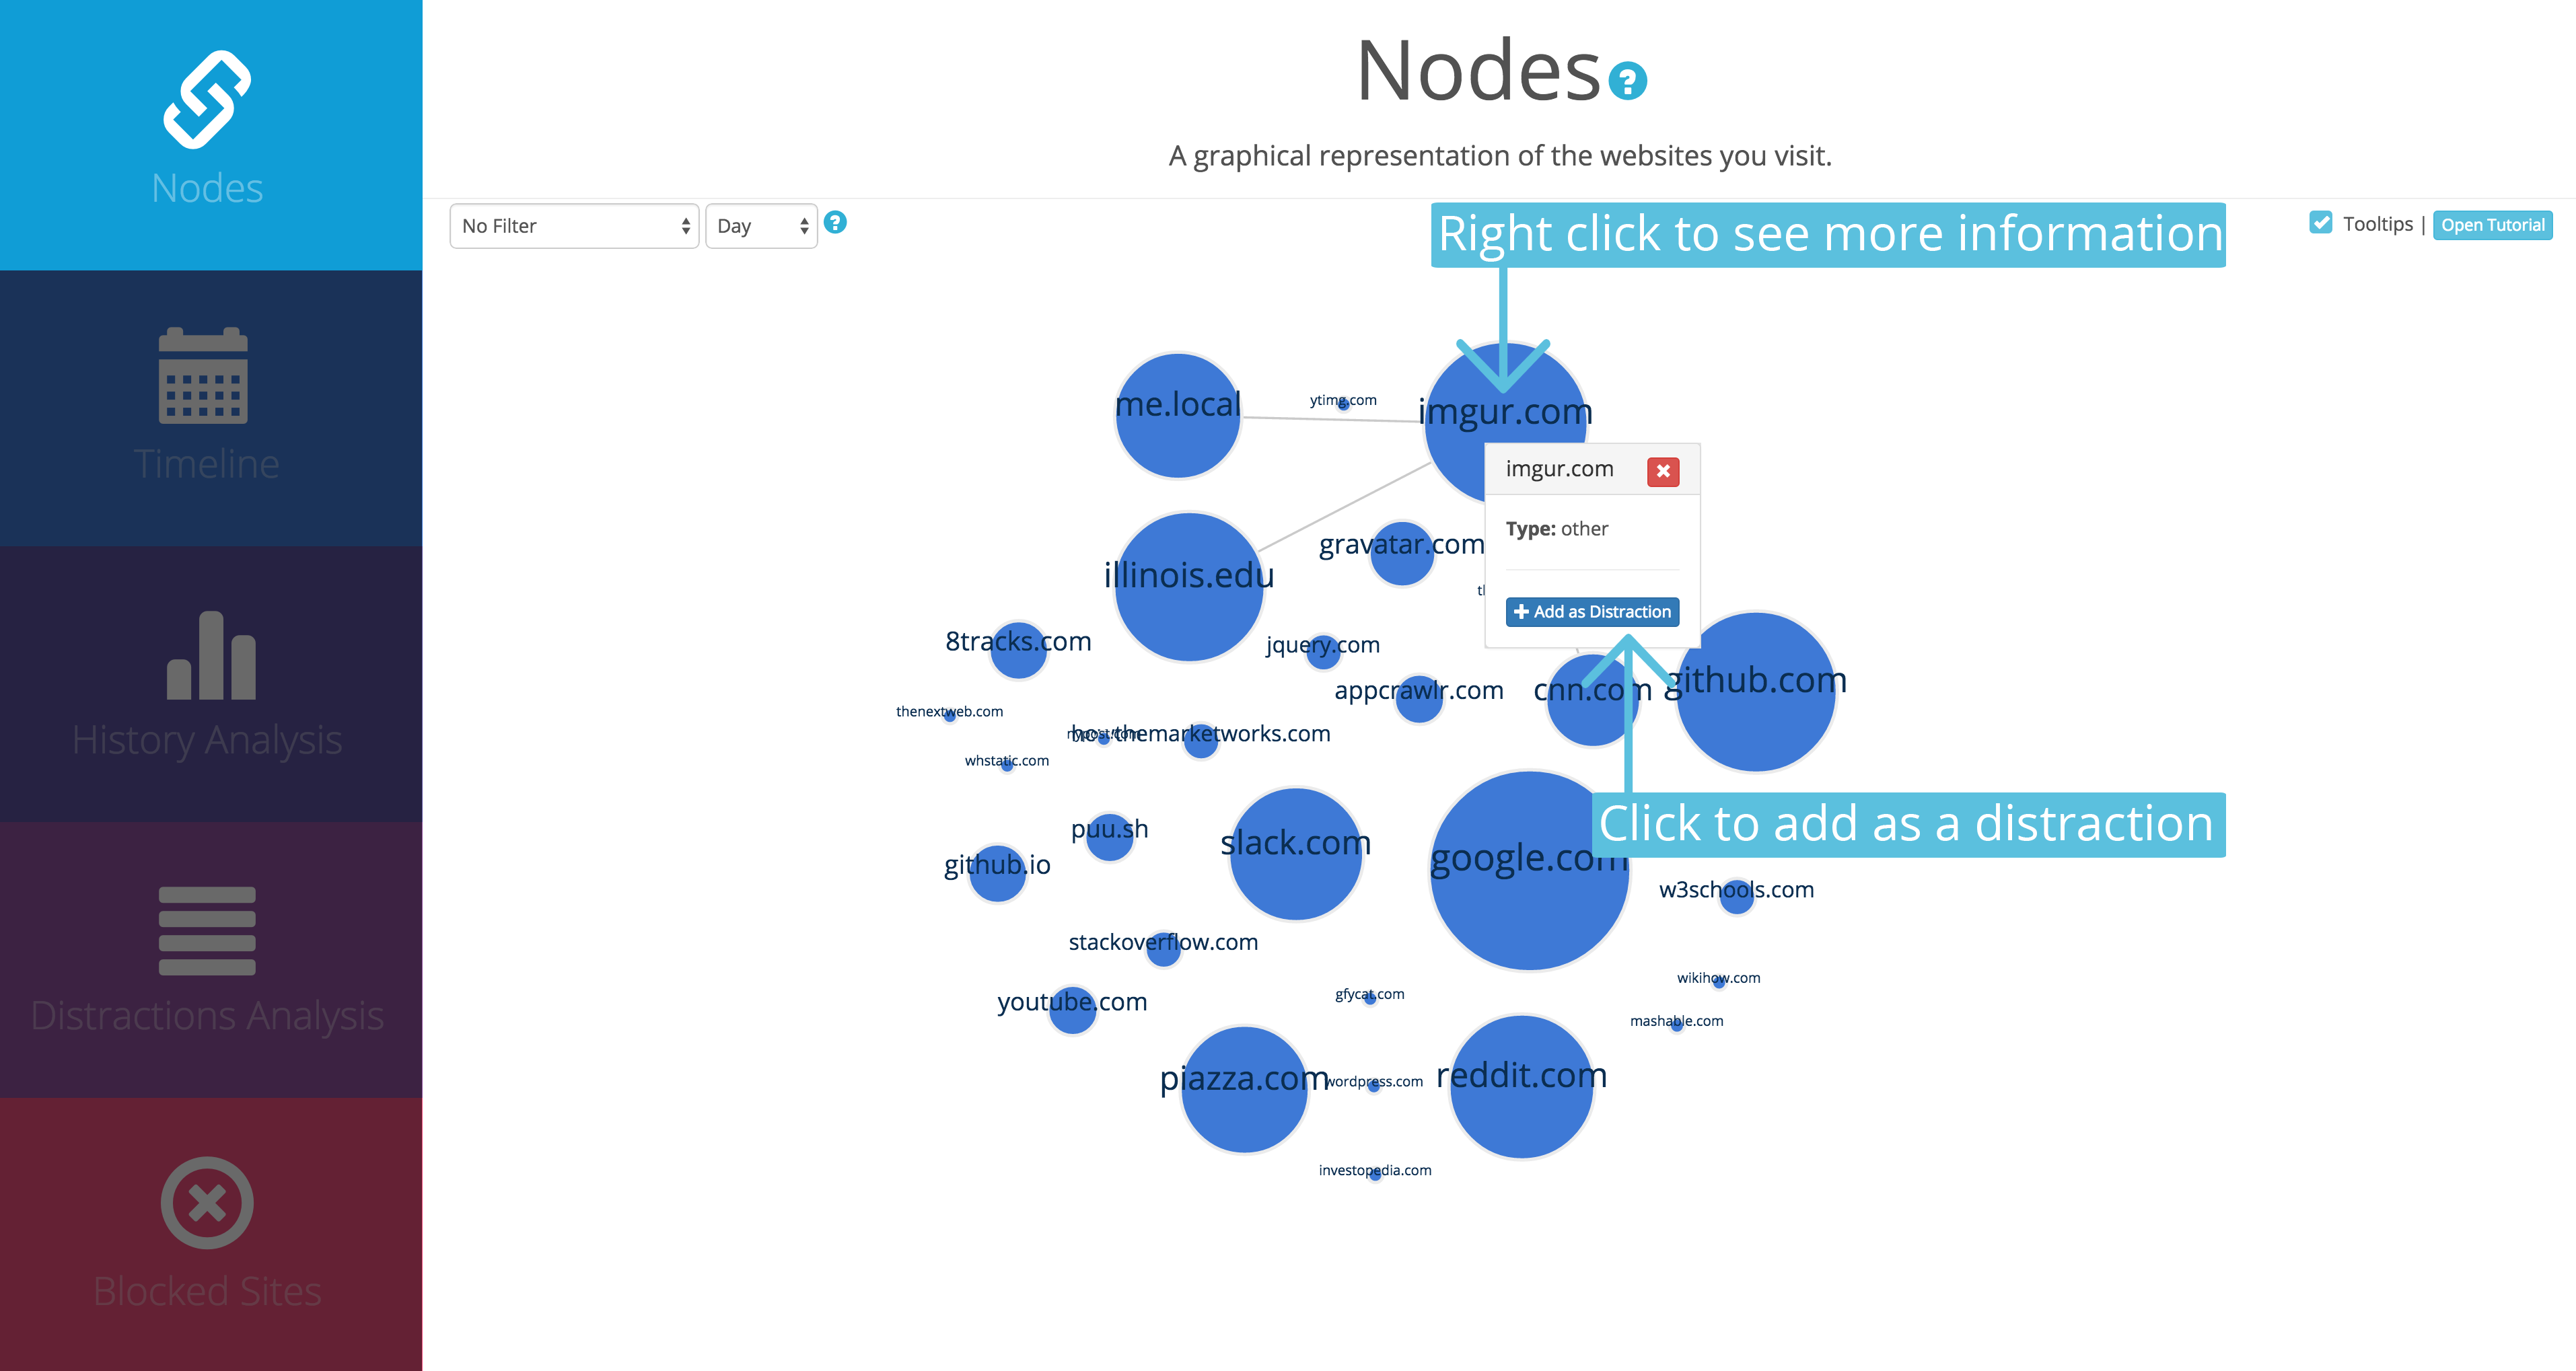 Nodes
Timeline
History Analysis
Distractions Analysis
Blocked Sites
Nodes
A graphical representation of the websites you visit.
No Filter
Day
Tooltips |
Open Tutorial
Right click to see more information
me.local
ytimg.com
imgur.com
imgur.com
Type: other
Add as Distraction
gravatar.com
illinois.edu
8tracks.com
jquery.com
appcrawlr.com
cnn.com
github.com
thenextweb.com
howthemarketworks.com
whstatic.com
Click to add as a distraction
puu.sh
slack.com
google.com
github.io
w3schools.com
stackoverflow.com
wikihow.com
gfycat.com
youtube.com
mashable.com
piazza.com
wordpress.com
reddit.com
investopedia.com